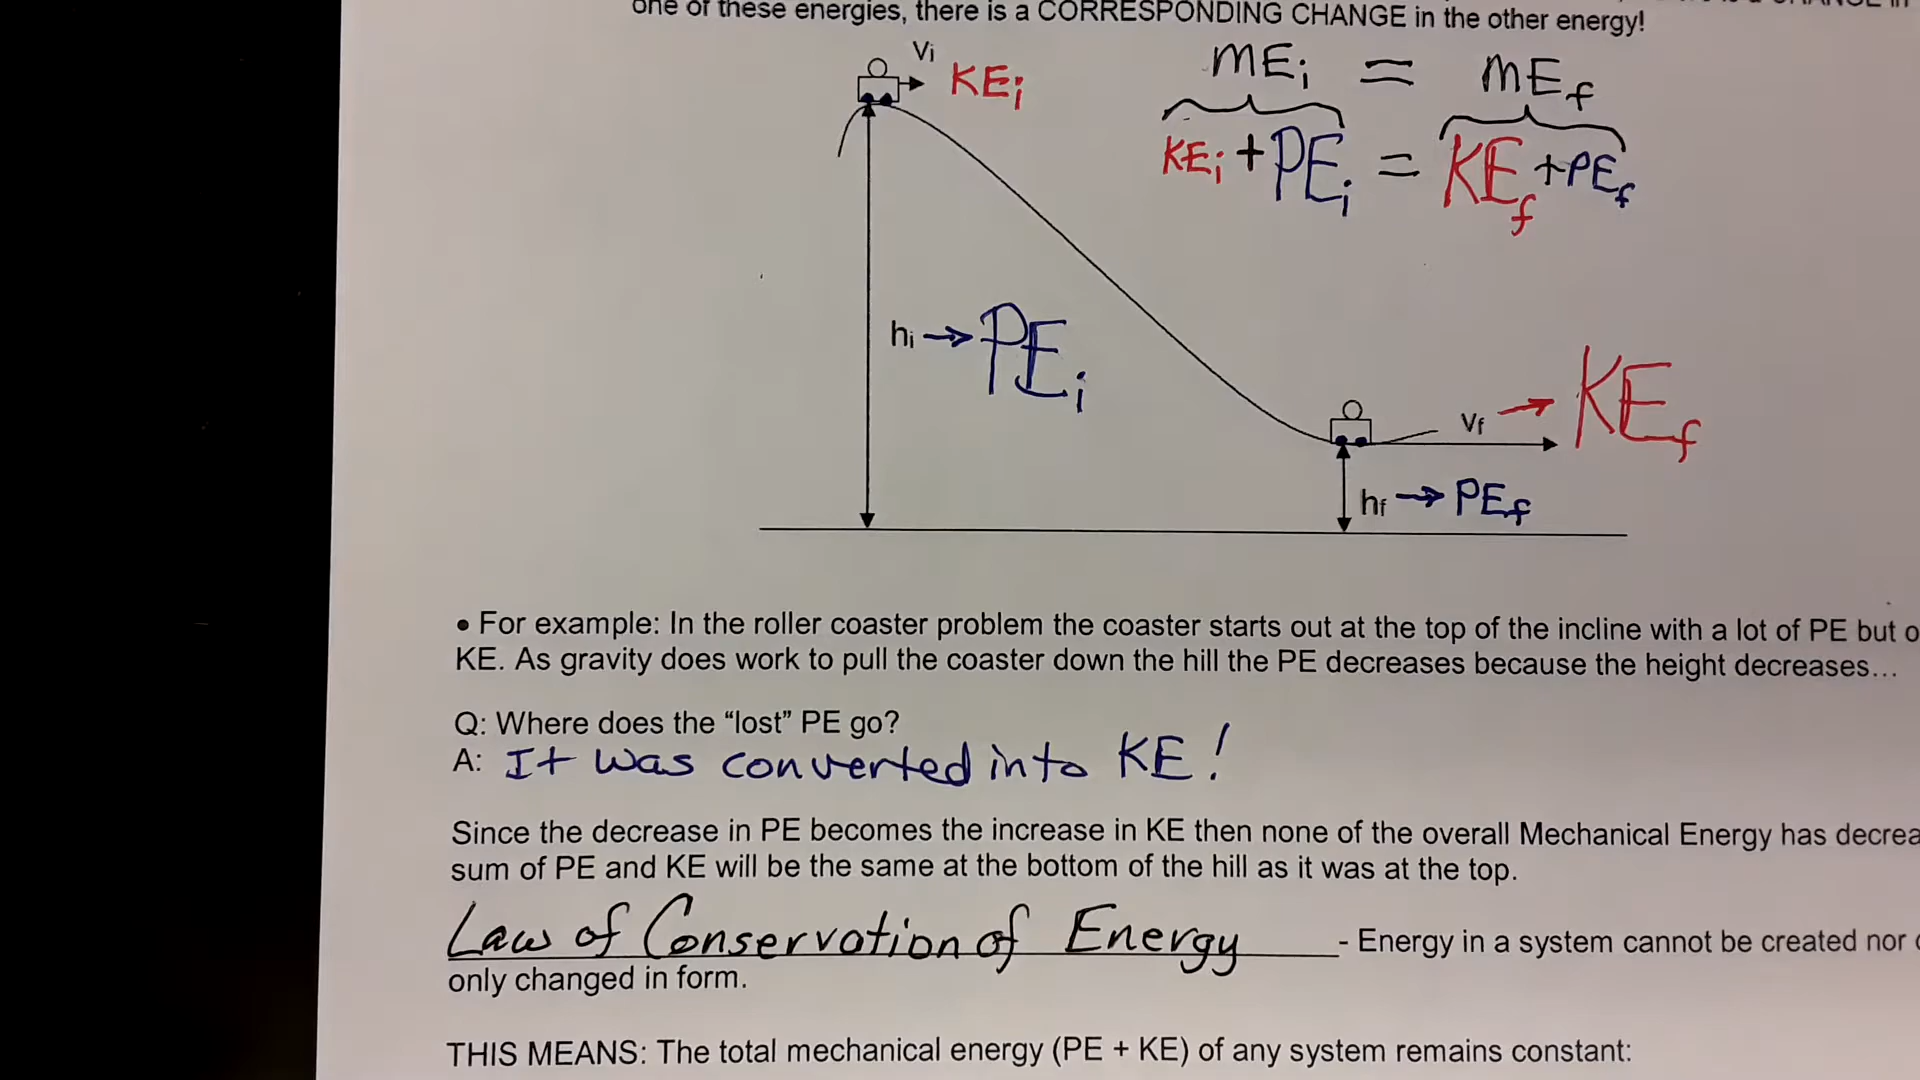 one of these energies, there is a CORRESPONDING CHANGE in the other energy!
Vi
KEi
mEi = mEf
KEi + PEi = KEf + PEf
hi → PEi
Vf → KEf
hf → PEf
• For example: In the roller coaster problem the coaster starts out at the top of the incline with a lot of PE but
KE. As gravity does work to pull the coaster down the hill the PE decreases because the height decreases...
Q: Where does the “lost” PE go?
A: It was converted into KE!
Since the decrease in PE becomes the increase in KE then none of the overall Mechanical Energy has
sum of PE and KE will be the same at the bottom of the hill as it was at the top.
Law of Conservation of Energy - Energy in a system cannot be created nor
only changed in form.
THIS MEANS: The total mechanical energy (PE + KE) of any system remains constant: